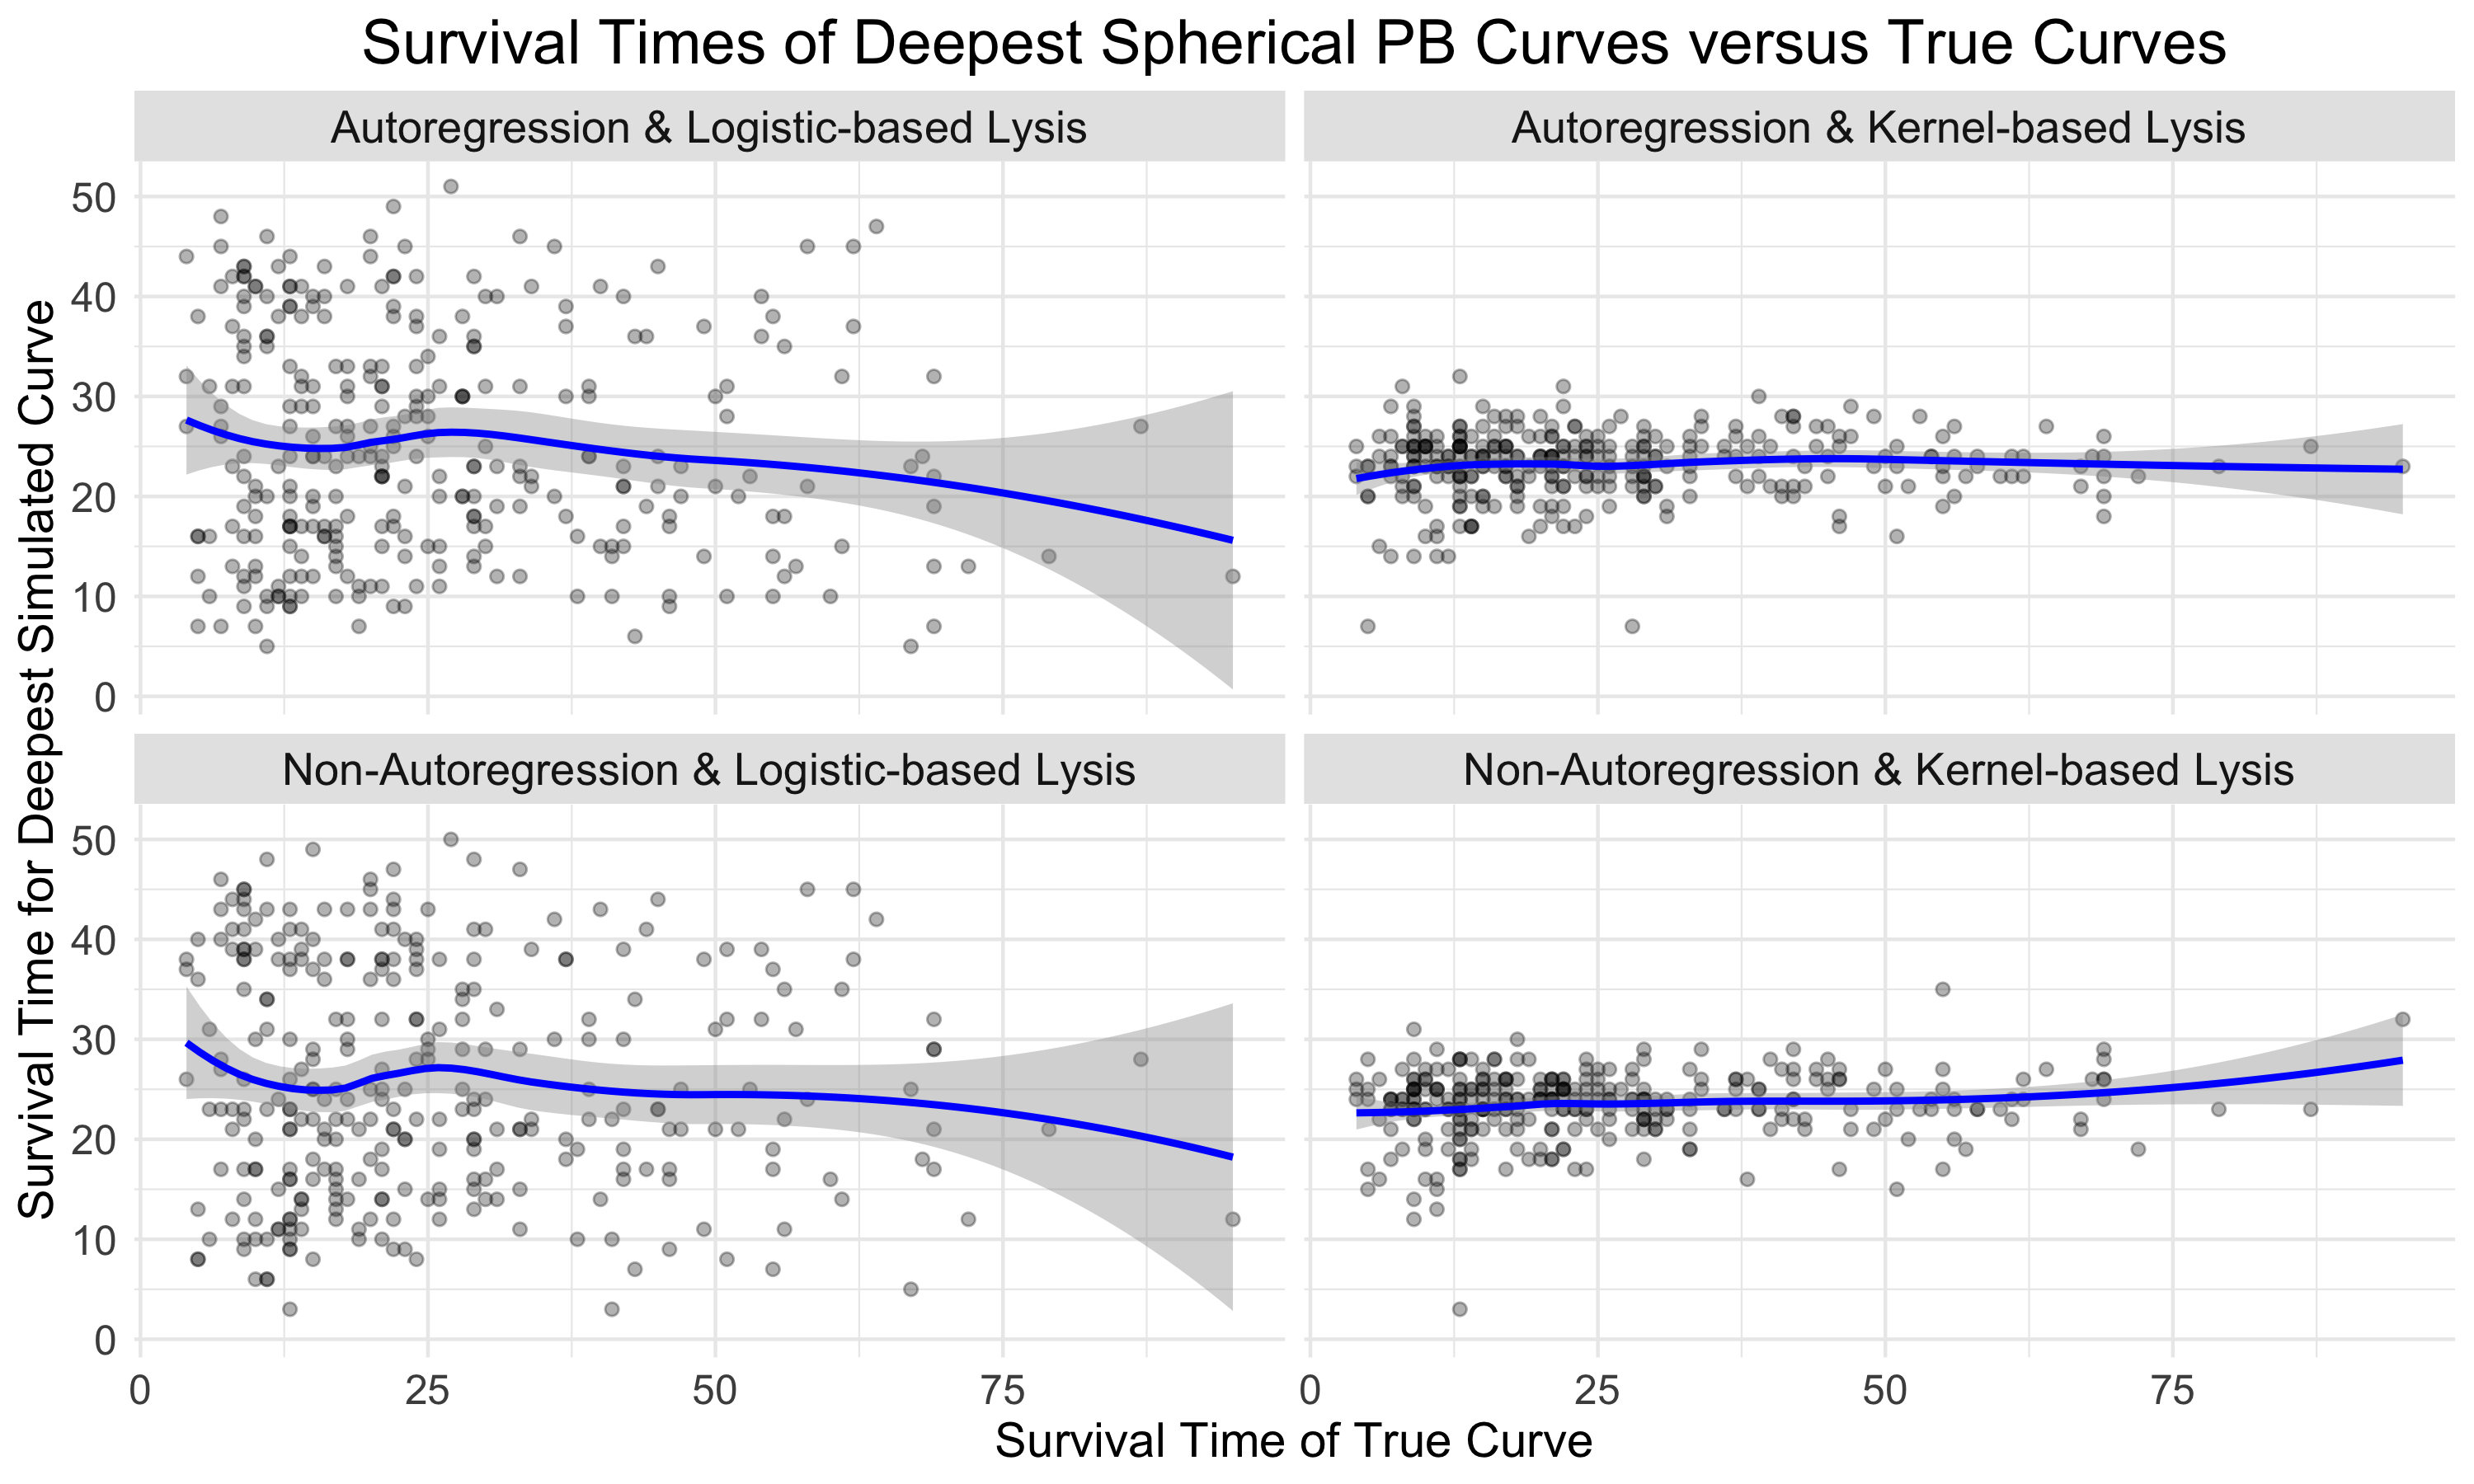 Survival Times of Deepest Spherical PB Curves versus True Curves
Autoregression & Logistic-based Lysis
Autoregression & Kernel-based Lysis
50
40
30
20
10
0
Non-Autoregression & Logistic-based Lysis
Non-Autoregression & Kernel-based Lysis
50
40
30
20
10
0
Survival Time for Deepest Simulated Curve
0 25 50 75
0 25 50 75
Survival Time of True Curve